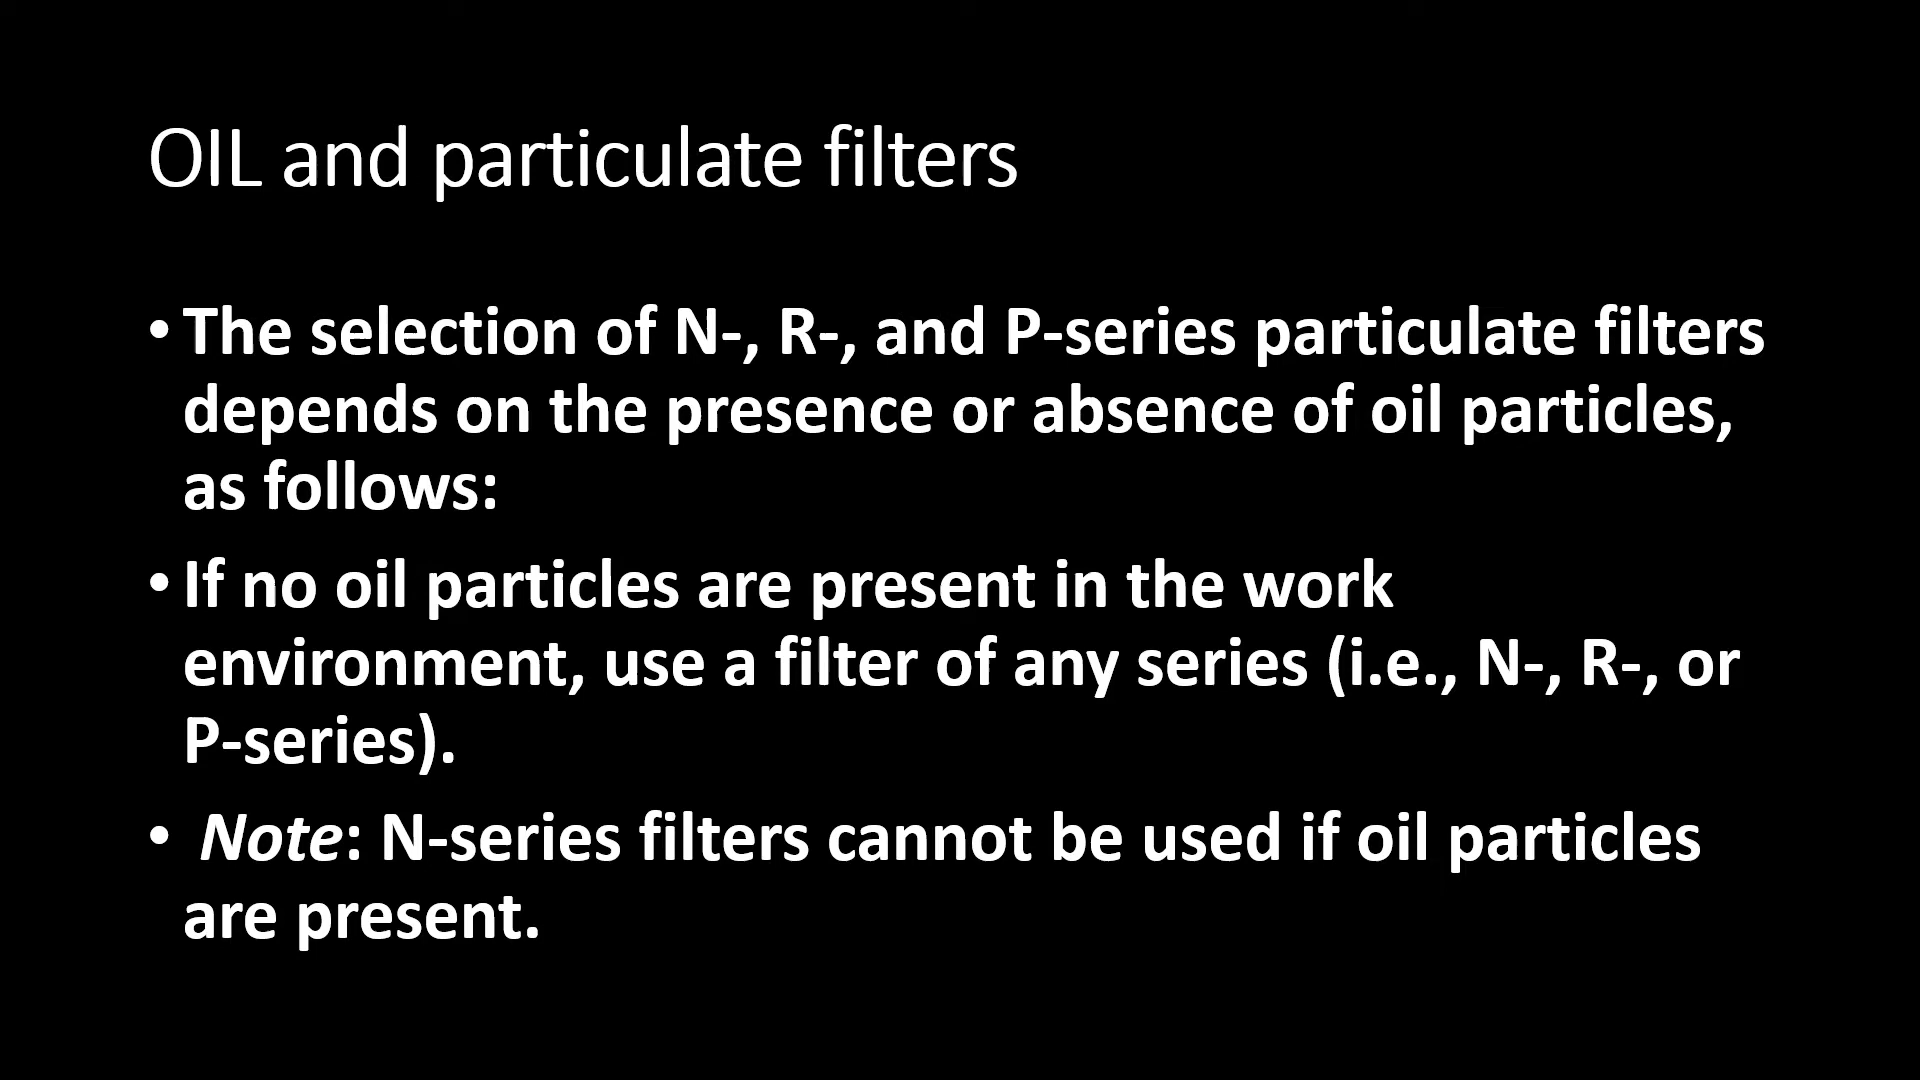 OIL and particulate filters
• The selection of N-, R-, and P-series particulate filters
depends on the presence or absence of oil particles,
as follows:
• If no oil particles are present in the work
environment, use a filter of any series (i.e., N-, R-, or
P-series).
• Note: N-series filters cannot be used if oil particles
are present.